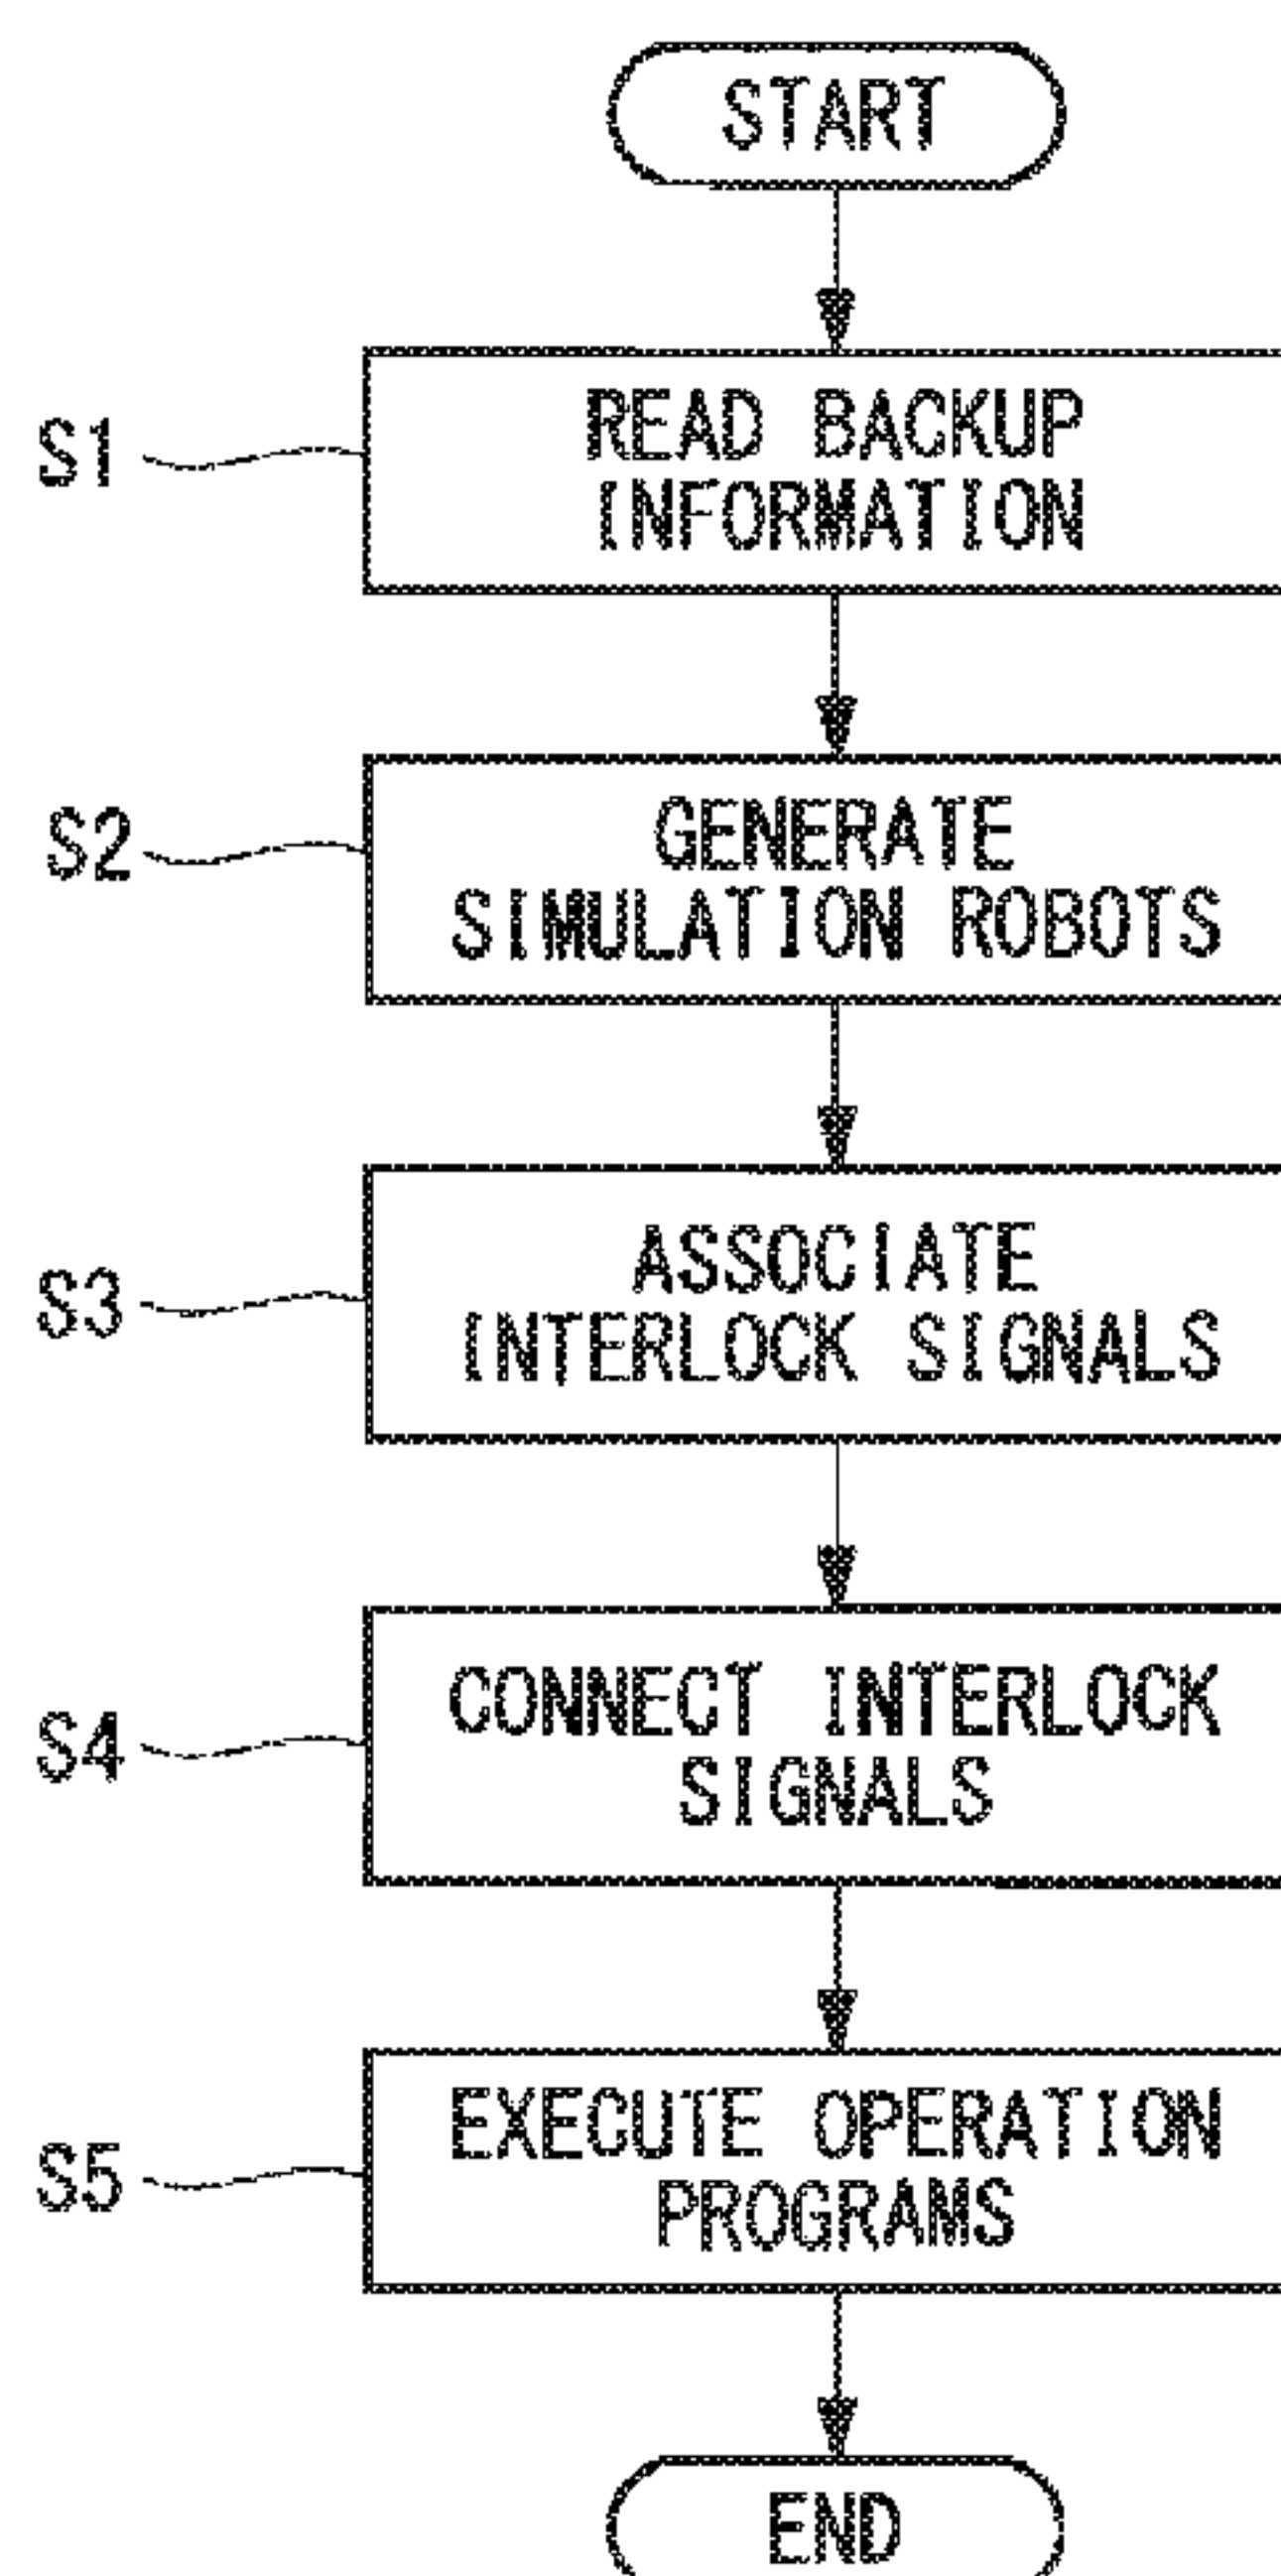 START
S1
READ BACKUP
INFORMATION
S2
GENERATE
SIMULATION ROBOTS
S3
ASSOCIATE
INTERLOCK SIGNALS
S4
CONNECT INTERLOCK
SIGNALS
S5
EXECUTE OPERATION
PROGRAMS
END